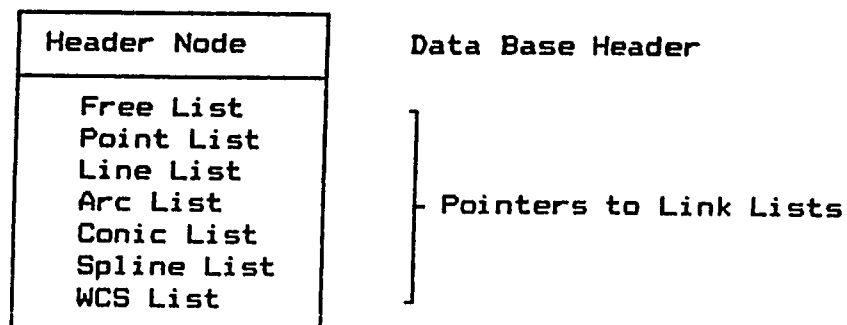 Header Node Data Base Header
Free List
Point List
Line List
Arc List
Pointers to Link Lists
Conic List
Spline List
WCS List